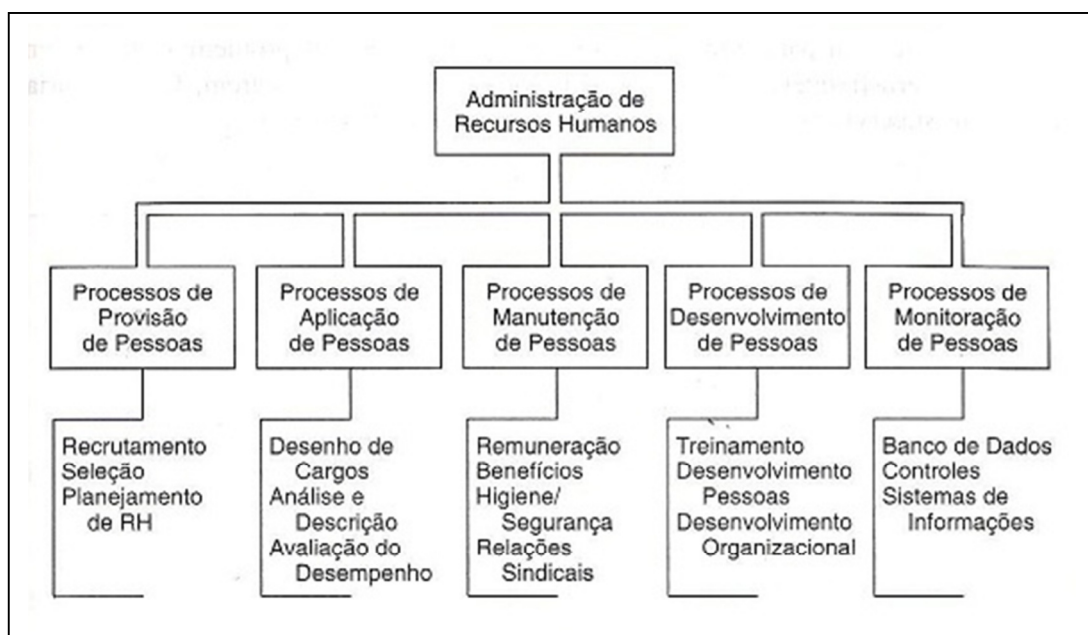 Administração de
Recursos Humanos
Processos de
Provisão
de Pessoas
Processos de
Aplicação
de Pessoas
Processos de
Manutenção
de Pessoas
Processos de
Desenvolvimento
de Pessoas
Processos de
Monitoração
de Pessoas
Recrutamento
Seleção
Planejamento
de RH
Desenho de
Cargos
Análise e
Descrição
Avaliação do
Desempenho
Remuneração
Benefícios
Higiene/
Segurança
Relações
Sindicais
Treinamento
Desenvolvimento
Pessoas
Desenvolvimento
Organizacional
Banco de Dados
Controles
Sistemas de
Informações